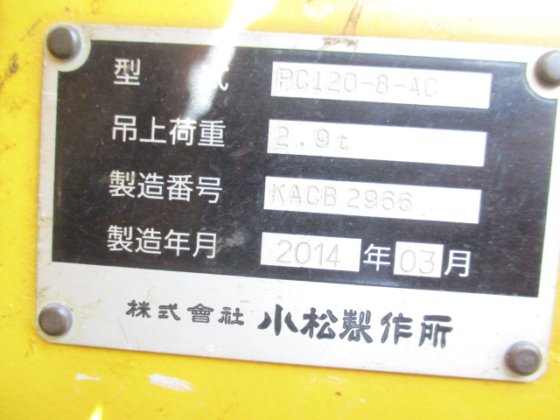 型 式 PC120-8-AC
吊上荷重 2.9t
製造番号 KACB 2966
製造年月 2014 年 03 月
株式會社 小松製作所